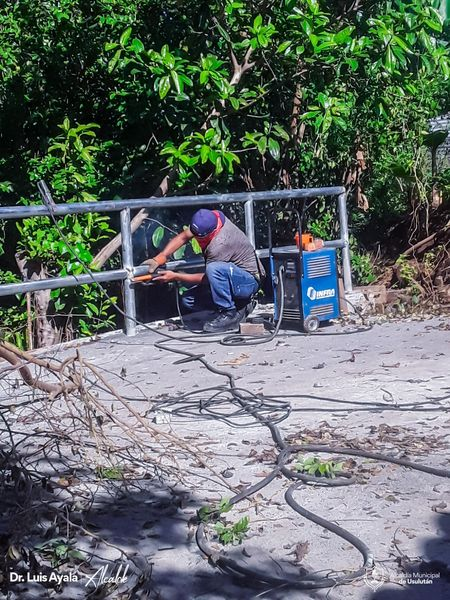 INFRA
Dr. Luis Ayala Alcalde
Alcaldía Municipal
de Usulután